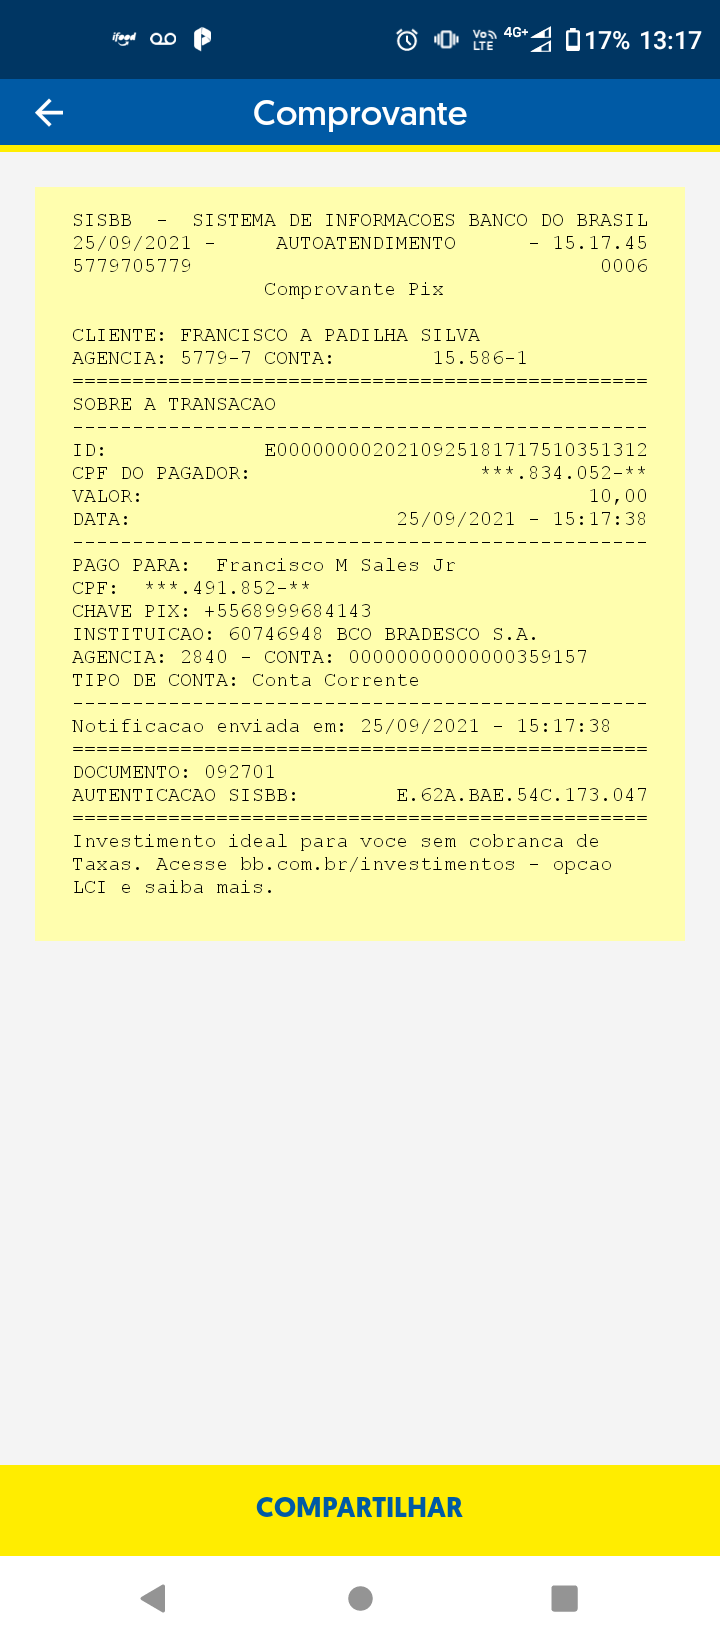 ifood 4G+ 17% 13:17
Vo LTE
Comprovante
SISBB - SISTEMA DE INFORMACOES BANCO DO BRASIL
25/09/2021 - AUTOATENDIMENTO - 15.17.45
5779705779 0006
Comprovante Pix
CLIENTE: FRANCISCO A PADILHA SILVA
AGENCIA: 5779-7 CONTA: 15.586-1
================================================
SOBRE A TRANSACAO
------------------------------------------------
ID: E0000000020210925181717510351312
CPF DO PAGADOR: ***.834.052-**
VALOR: 10,00
DATA: 25/09/2021 - 15:17:38
------------------------------------------------
PAGO PARA: Francisco M Sales Jr
CPF: ***.491.852-**
CHAVE PIX: +5568999684143
INSTITUICAO: 60746948 BCO BRADESCO S.A.
AGENCIA: 2840 - CONTA: 00000000000000359157
TIPO DE CONTA: Conta Corrente
------------------------------------------------
Notificacao enviada em: 25/09/2021 - 15:17:38
================================================
DOCUMENTO: 092701
AUTENTICACAO SISBB: E.62A.BAE.54C.173.047
================================================
Investimento ideal para voce sem cobranca de
Taxas. Acesse bb.com.br/investimentos - opcao
LCI e saiba mais.
COMPARTILHAR